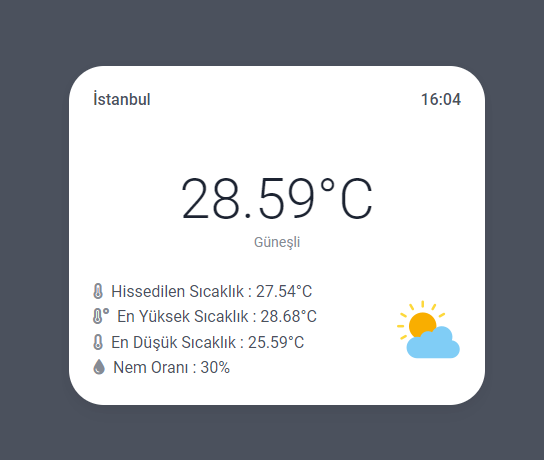 İstanbul 16:04
28.59°C
Güneşli
Hissedilen Sıcaklık : 27.54°C
En Yüksek Sıcaklık : 28.68°C
En Düşük Sıcaklık : 25.59°C
Nem Oranı : 30%